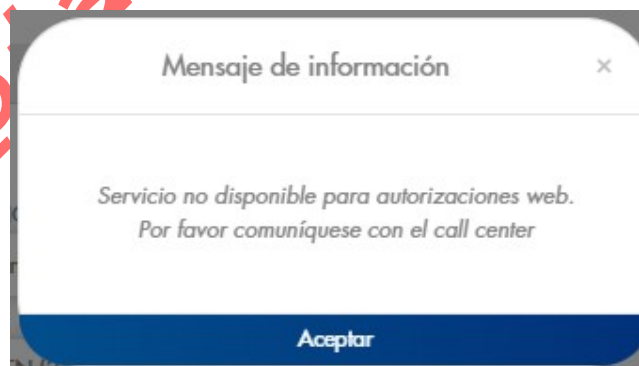 Mensaje de información
×
Servicio no disponible para autorizaciones web.
Por favor comuníquese con el call center
Aceptar